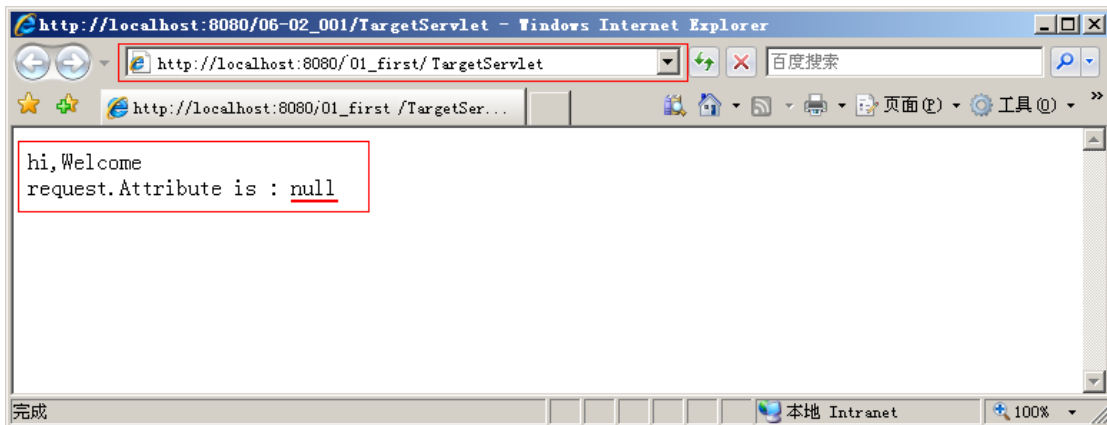 http://localhost:8080/06-02_001/TargetServlet - Windows Internet Explorer
http://localhost:8080/01_first/ TargetServlet
百度搜索
http://localhost:8080/01_first /TargetSer...
页面(P)
工具(O)
»
hi,Welcome
request.Attribute is : null
完成
本地 Intranet
100%